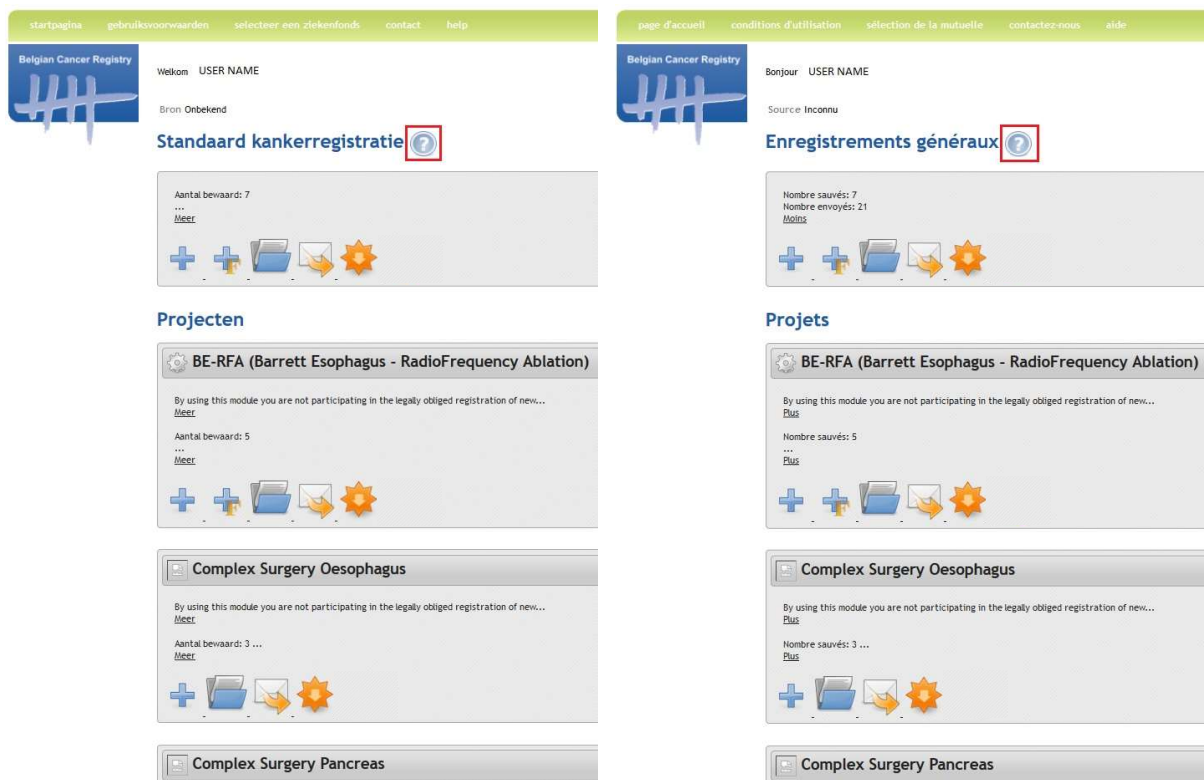 startpagina gebruiksvoorwaarden selecteer een ziekenfonds contact help
Belgian Cancer Registry
Welkom USER NAME
Bron Onbekend
Standaard kankerregistratie ?
Aantal bewaard: 7
...
Meer
F
Projecten
BE-RFA (Barrett Esophagus - RadioFrequency Ablation)
By using this module you are not participating in the legally obliged registration of new...
Meer
Aantal bewaard: 5
...
Meer
F
Complex Surgery Oesophagus
By using this module you are not participating in the legally obliged registration of new...
Meer
Aantal bewaard: 3 ...
Meer
Complex Surgery Pancreas
page d'accueil conditions d'utilisation sélection de la mutuelle contactez-nous aide
Belgian Cancer Registry
Bonjour USER NAME
Source Inconnu
Enregistrements généraux ?
Nombre sauvés: 7
Nombre envoyés: 21
Moins
F
Projets
BE-RFA (Barrett Esophagus - RadioFrequency Ablation)
By using this module you are not participating in the legally obliged registration of new...
Plus
Nombre sauvés: 5
...
Plus
F
Complex Surgery Oesophagus
By using this module you are not participating in the legally obliged registration of new...
Plus
Nombre sauvés: 3 ...
Plus
Complex Surgery Pancreas